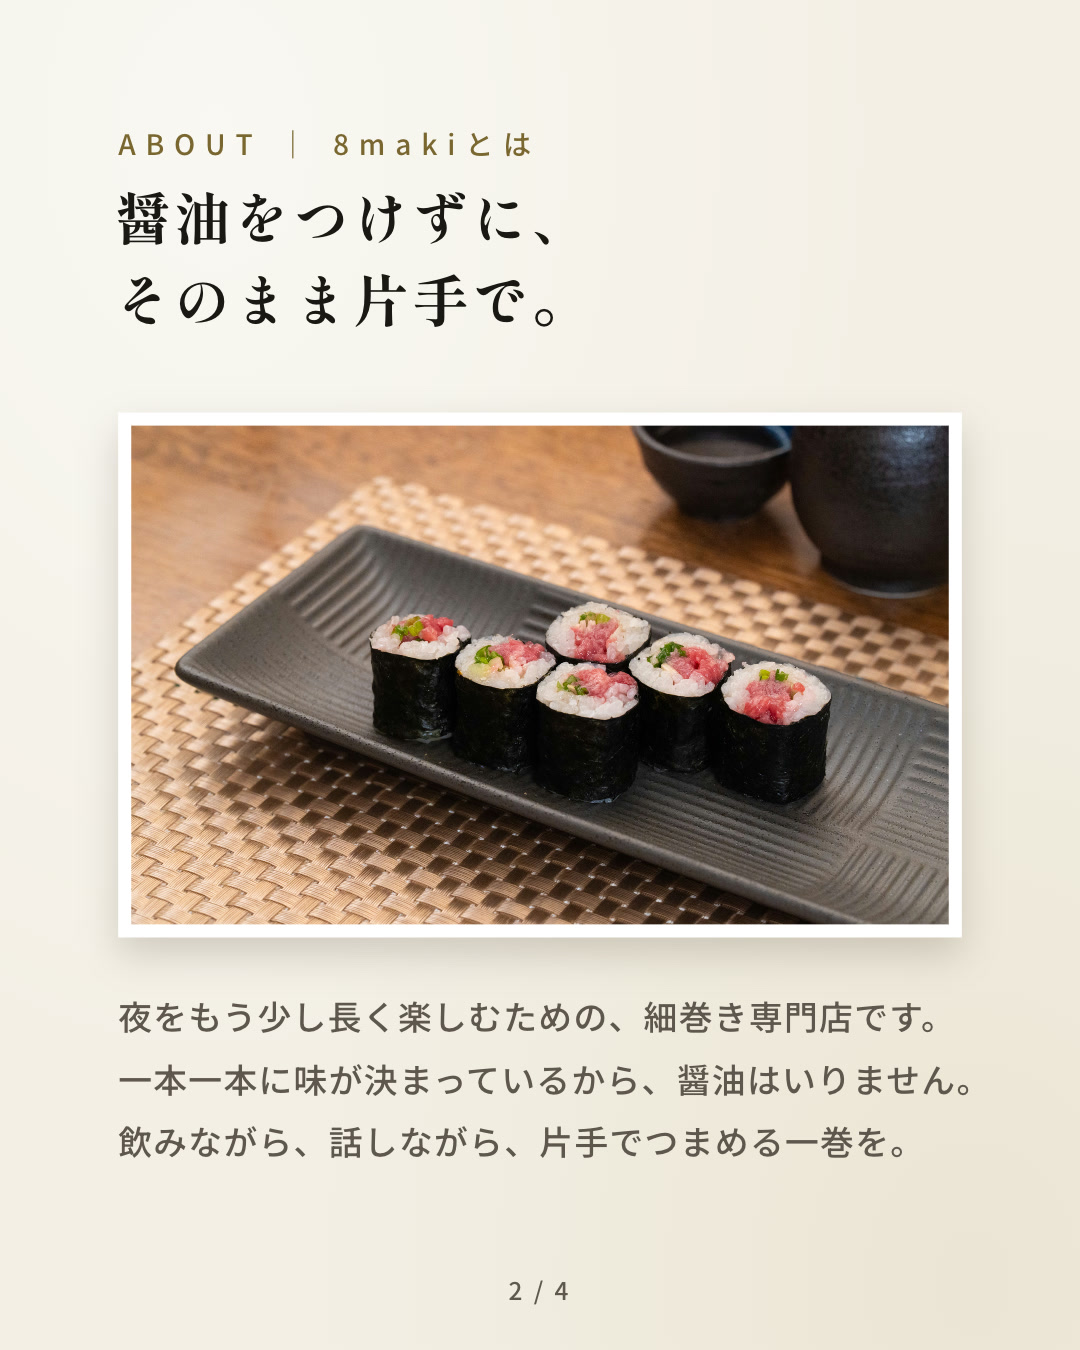 ABOUT ｜ 8makiとは
醤油をつけずに、
そのまま片手で。
夜をもう少し長く楽しむための、細巻き専門店です。
一本一本に味が決まっているから、醤油はいりません。
飲みながら、話しながら、片手でつまめる一巻を。
2 / 4